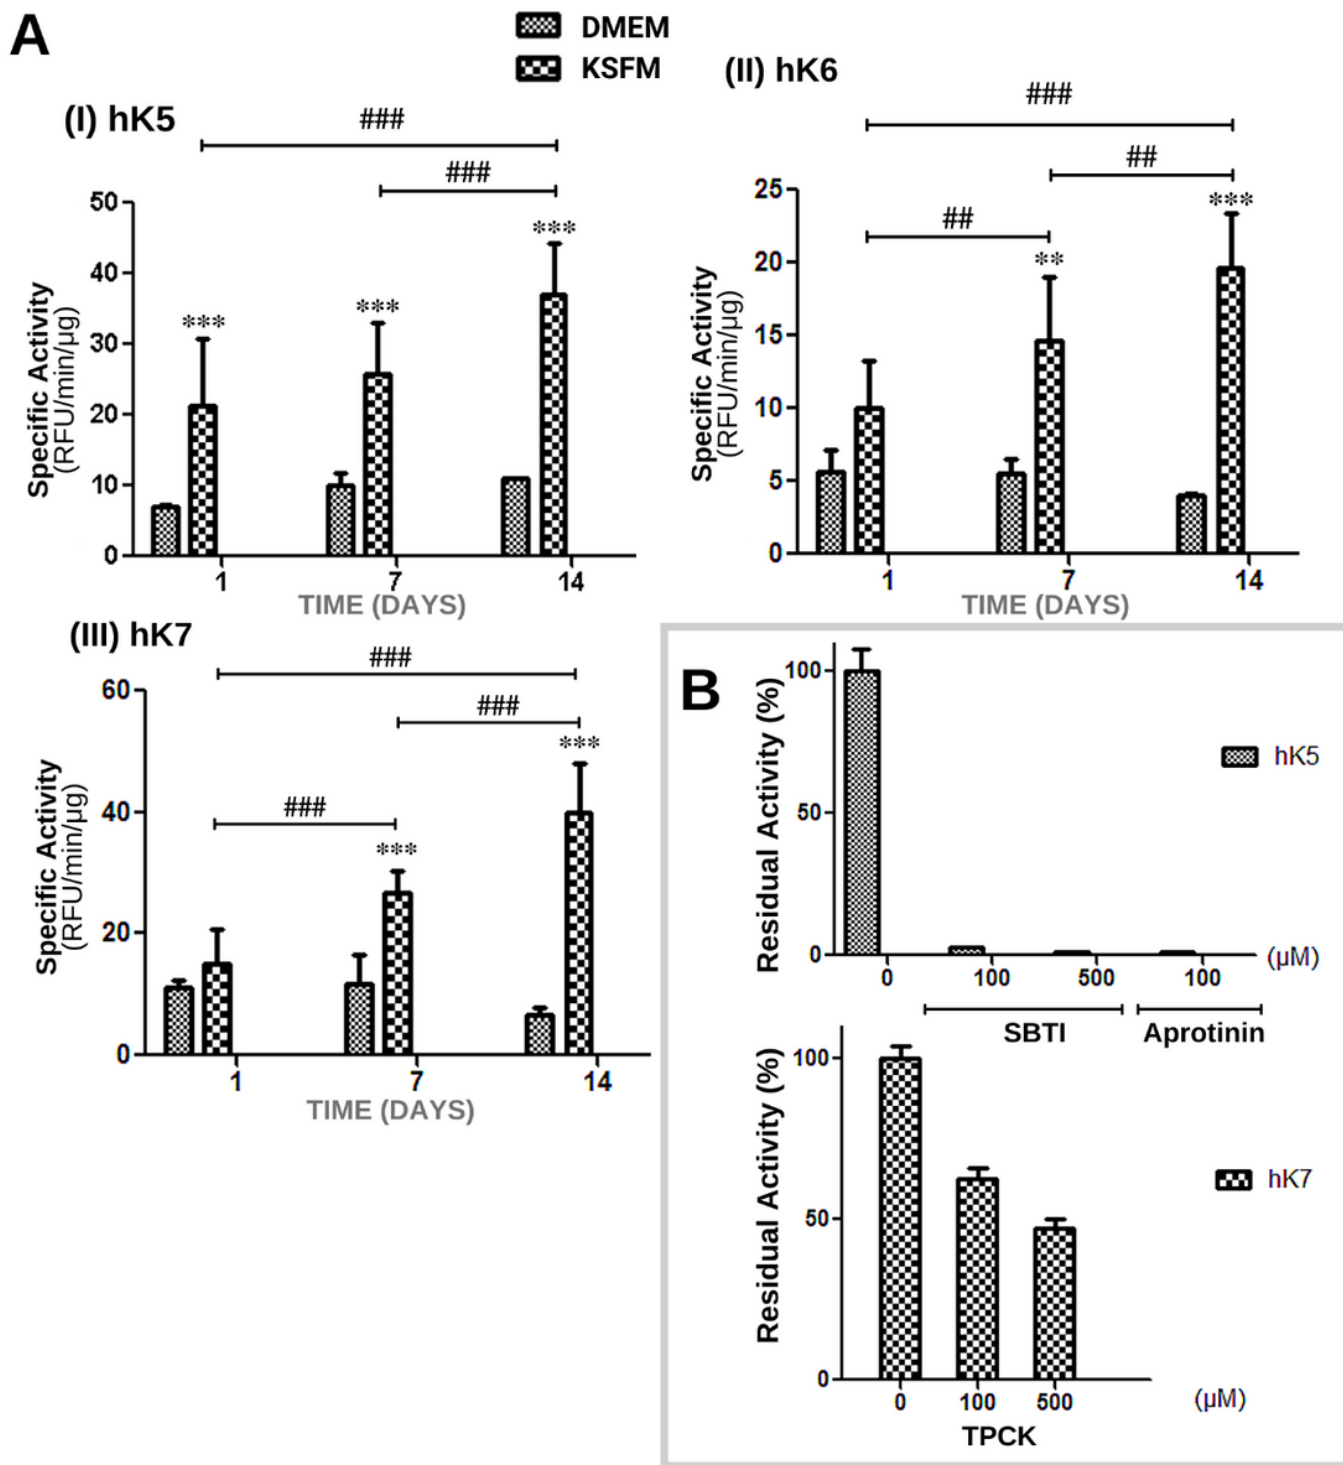 A
DMEM
KSFM
(I) hK5
###
###
***
***
***
50
40
30
20
10
0
Specific Activity
(RFU/min/µg)
1
7
14
TIME (DAYS)
(II) hK6
###
##
##
**
***
25
20
15
10
5
0
Specific Activity
(RFU/min/µg)
1
7
14
TIME (DAYS)
(III) hK7
###
###
###
***
***
60
40
20
0
Specific Activity
(RFU/min/µg)
1
7
14
TIME (DAYS)
B
Residual Activity (%)
100
50
0
hK5
0
100
500
100
(µM)
SBTI
Aprotinin
Residual Activity (%)
100
50
0
hK7
0
100
500
(µM)
TPCK